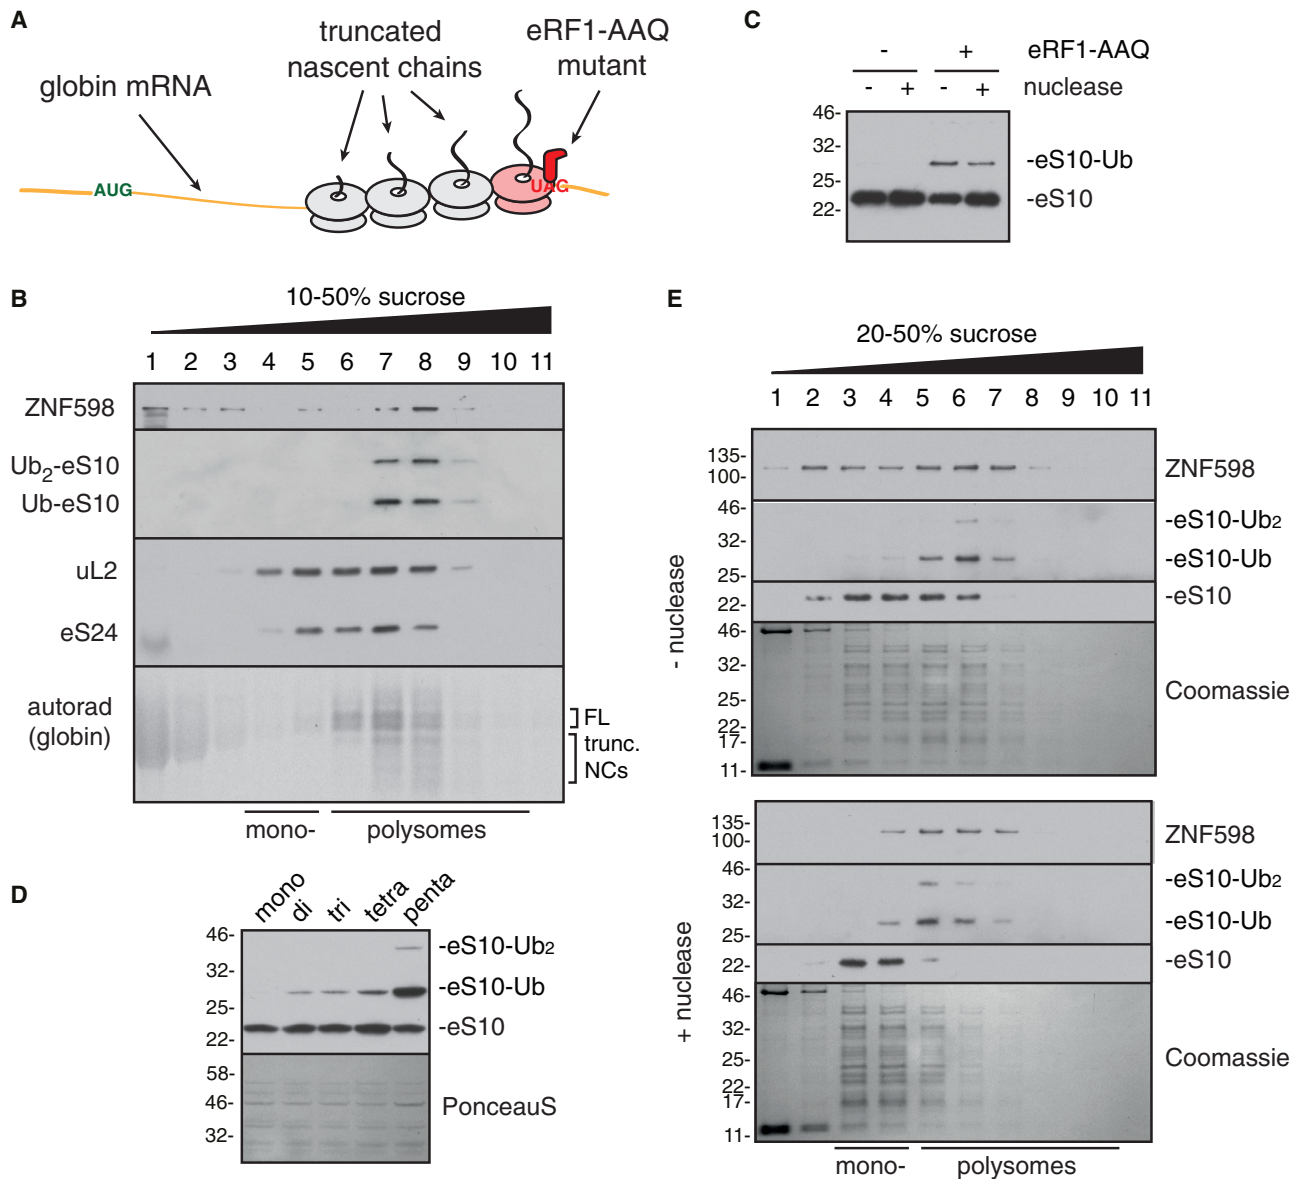 A
truncated
nascent chains
eRF1-AAQ
mutant
globin mRNA
AUG
UAG
C
- + eRF1-AAQ
- + - + nuclease
46-
32-
25-
22-
-eS10-Ub
-eS10
B
10-50% sucrose
1 2 3 4 5 6 7 8 9 10 11
ZNF598
Ub2-eS10
Ub-eS10
uL2
eS24
autorad
(globin)
FL
trunc.
NCs
mono-
polysomes
D
mono
di
tri
tetra
penta
46-
32-
25-
22-
-eS10-Ub2
-eS10-Ub
-eS10
58-
46-
32-
PonceauS
E
20-50% sucrose
1 2 3 4 5 6 7 8 9 10 11
- nuclease
135-
100-
ZNF598
46-
32-
25-
-eS10-Ub2
-eS10-Ub
22-
-eS10
46-
32-
25-
22-
17-
11-
Coomassie
+ nuclease
135-
100-
ZNF598
46-
32-
25-
-eS10-Ub2
-eS10-Ub
22-
-eS10
46-
32-
25-
22-
17-
11-
Coomassie
mono-
polysomes